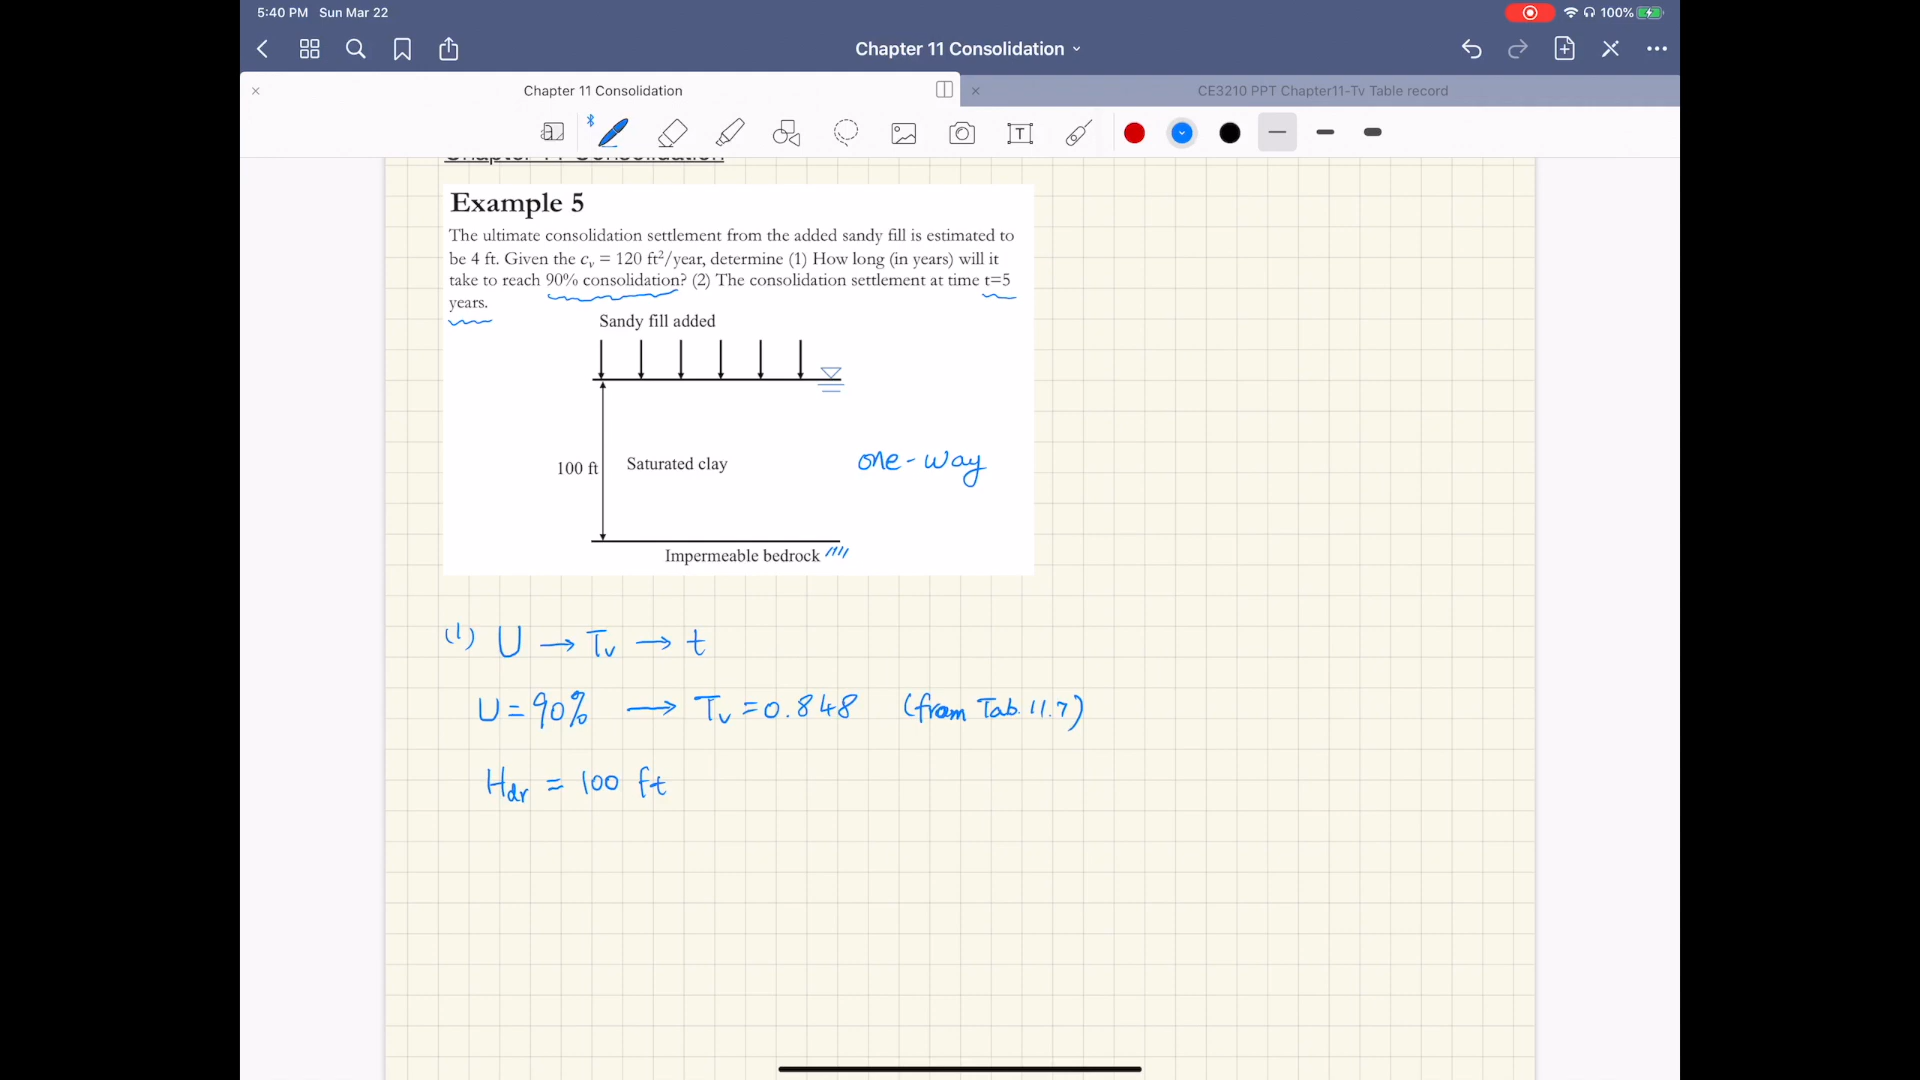 5:40 PM Sun Mar 22
100%
Chapter 11 Consolidation
Chapter 11 Consolidation
CE3210 PPT Chapter11-Tv Table record
Chapter 11 Consolidation
Example 5
The ultimate consolidation settlement from the added sandy fill is estimated to
be 4 ft. Given the cv = 120 ft²/year, determine (1) How long (in years) will it
take to reach 90% consolidation? (2) The consolidation settlement at time t=5
years.
Sandy fill added
100 ft
Saturated clay
one-way
Impermeable bedrock
(1) U → Tv → t
U = 90% → Tv = 0.848 (from Tab. 11.7)
Hdr = 100 ft